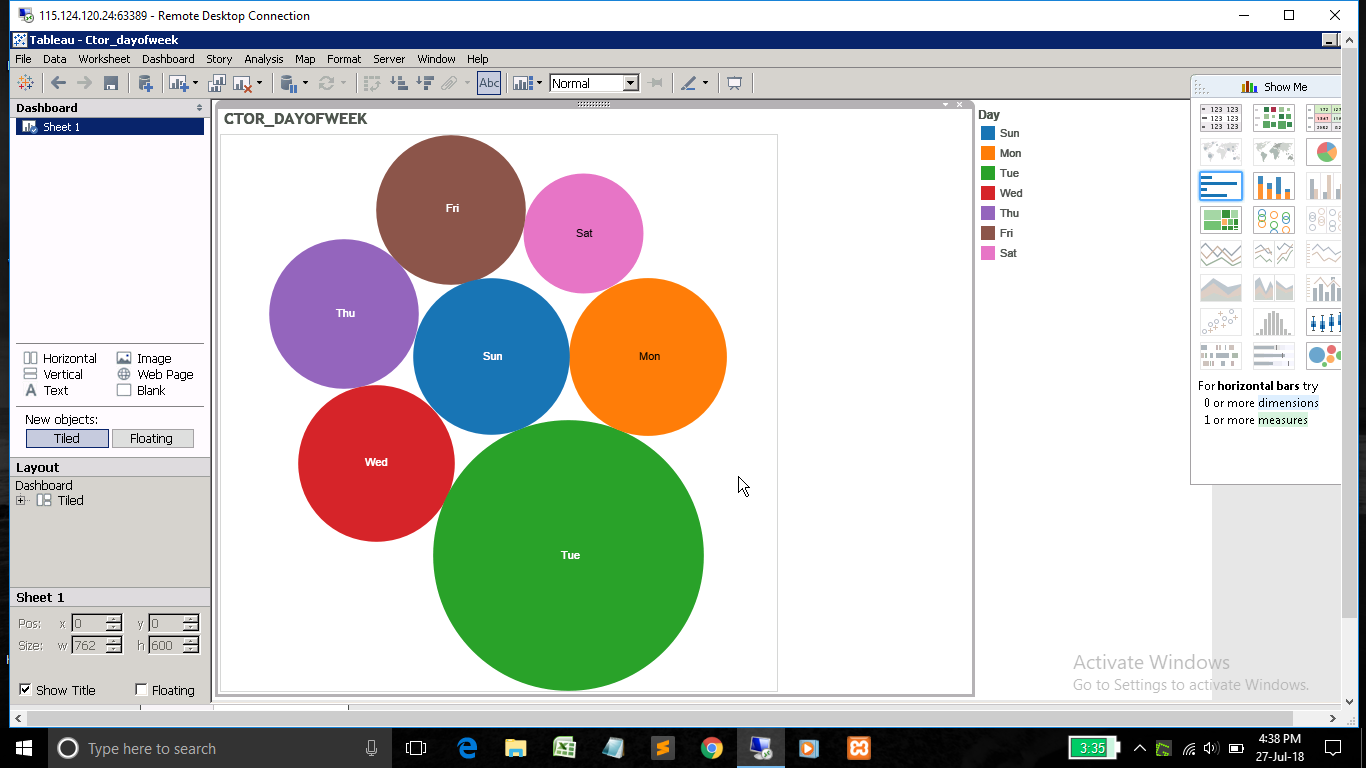 115.124.120.24:63389 - Remote Desktop Connection
Tableau - Ctor_dayofweek
File Data Worksheet Dashboard Story Analysis Map Format Server Window Help
Abc Normal
Dashboard
Sheet 1
Horizontal Image
Vertical Web Page
Text Blank
New objects:
Tiled Floating
Layout
Dashboard
Tiled
Sheet 1
Pos: x 0 y 0
Size: w 762 h 600
Show Title Floating
CTOR_DAYOFWEEK
Fri
Sat
Thu
Sun
Mon
Wed
Tue
Day
Sun
Mon
Tue
Wed
Thu
Fri
Sat
Show Me
For horizontal bars try
0 or more dimensions
1 or more measures
Activate Windows
Go to Settings to activate Windows.
Type here to search
3:35
4:38 PM
27-Jul-18